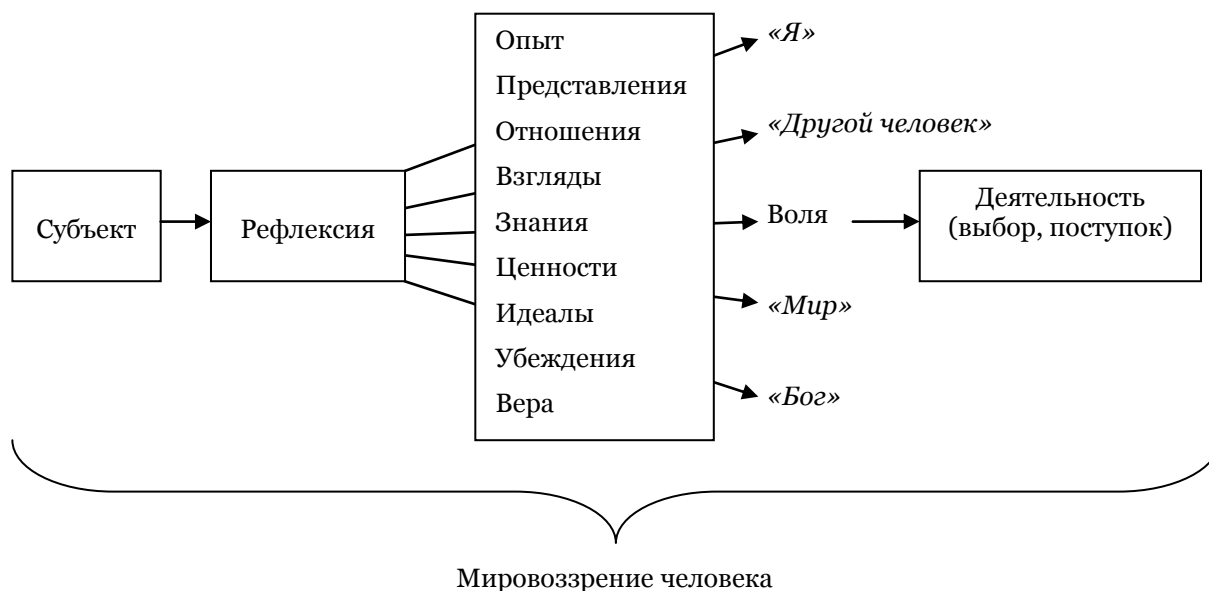 Субъект
Рефлексия
Опыт
Представления
Отношения
Взгляды
Знания
Ценности
Идеалы
Убеждения
Вера
«Я»
«Другой человек»
Воля
«Мир»
«Бог»
Деятельность
(выбор, поступок)
Мировоззрение человека